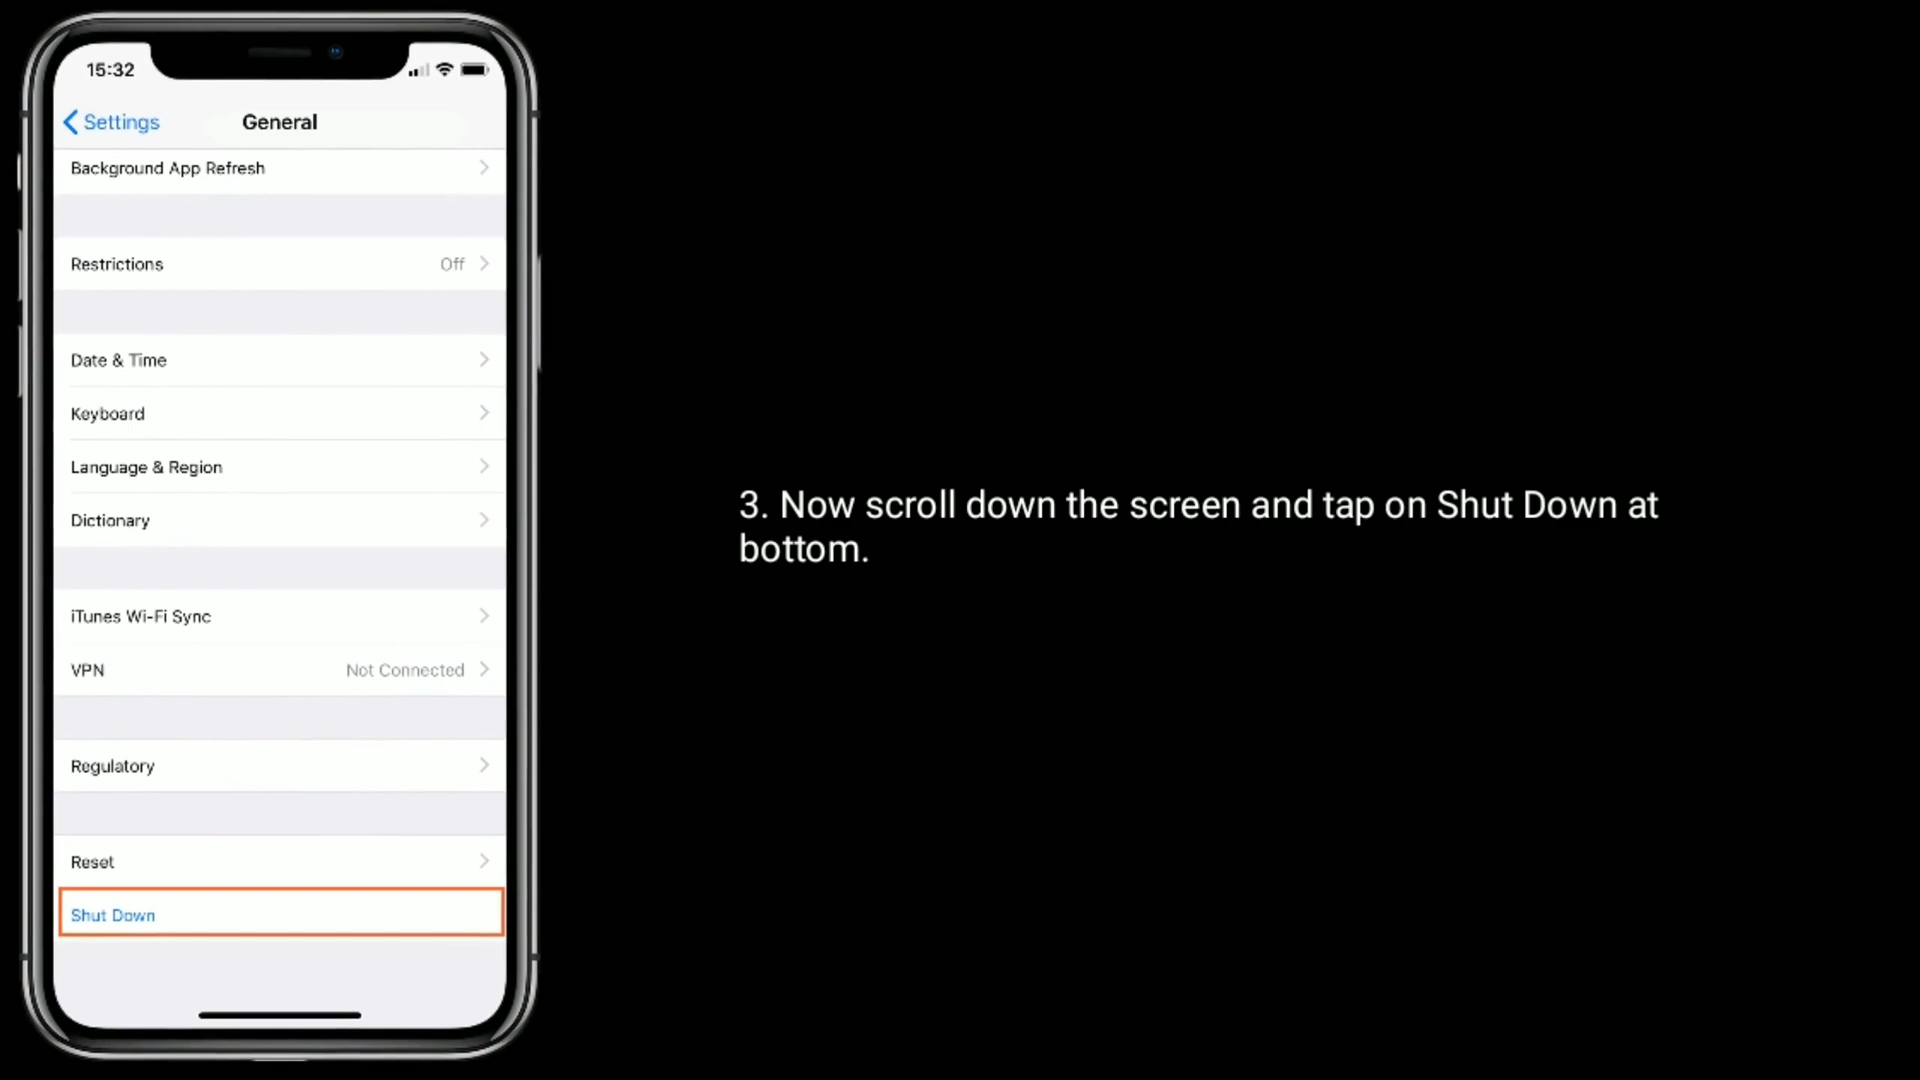 15:32
Settings
General
Background App Refresh
Restrictions Off
Date & Time
Keyboard
Language & Region
Dictionary
iTunes Wi-Fi Sync
VPN Not Connected
Regulatory
Reset
Shut Down
3. Now scroll down the screen and tap on Shut Down at
bottom.